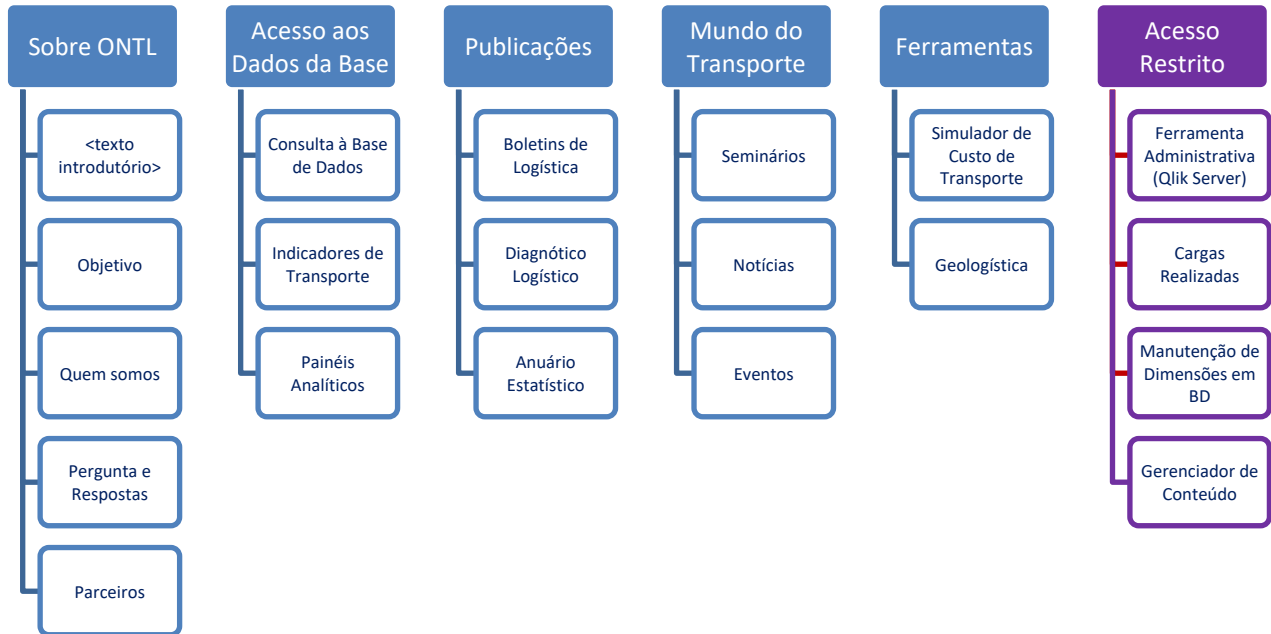 Sobre ONTL
<texto
introdutório>
Objetivo
Quem somos
Pergunta e
Respostas
Parceiros
Acesso aos
Dados da Base
Consulta à Base
de Dados
Indicadores de
Transporte
Painéis
Analíticos
Publicações
Boletins de
Logística
Diagnótico
Logístico
Anuário
Estatístico
Mundo do
Transporte
Seminários
Notícias
Eventos
Ferramentas
Simulador de
Custo de
Transporte
Geologística
Acesso
Restrito
Ferramenta
Administrativa
(Qlik Server)
Cargas
Realizadas
Manutenção de
Dimensões em
BD
Gerenciador de
Conteúdo